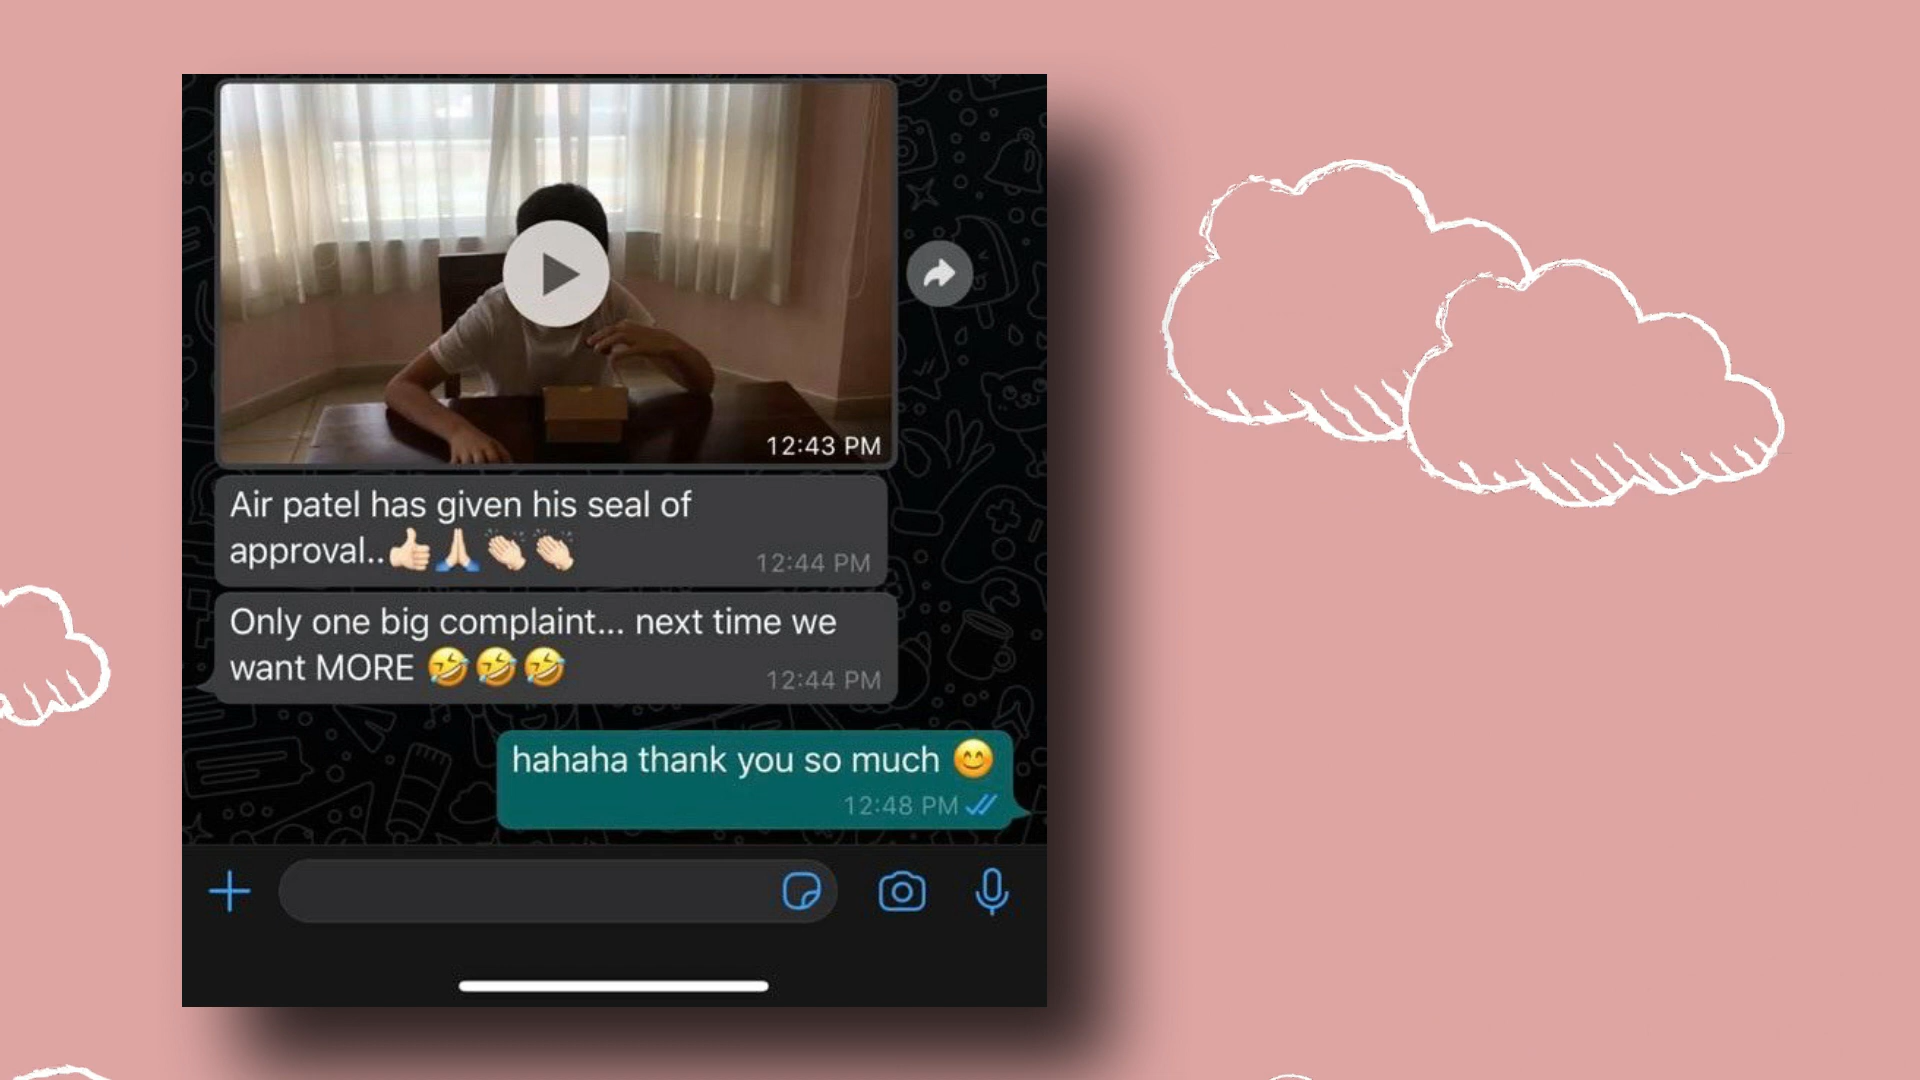 12:43 PM
Air patel has given his seal of
approval..👍🏻🙏🏻👏🏻👏🏻
12:44 PM
Only one big complaint... next time we
want MORE 🤣🤣🤣
12:44 PM
hahaha thank you so much 😊
12:48 PM